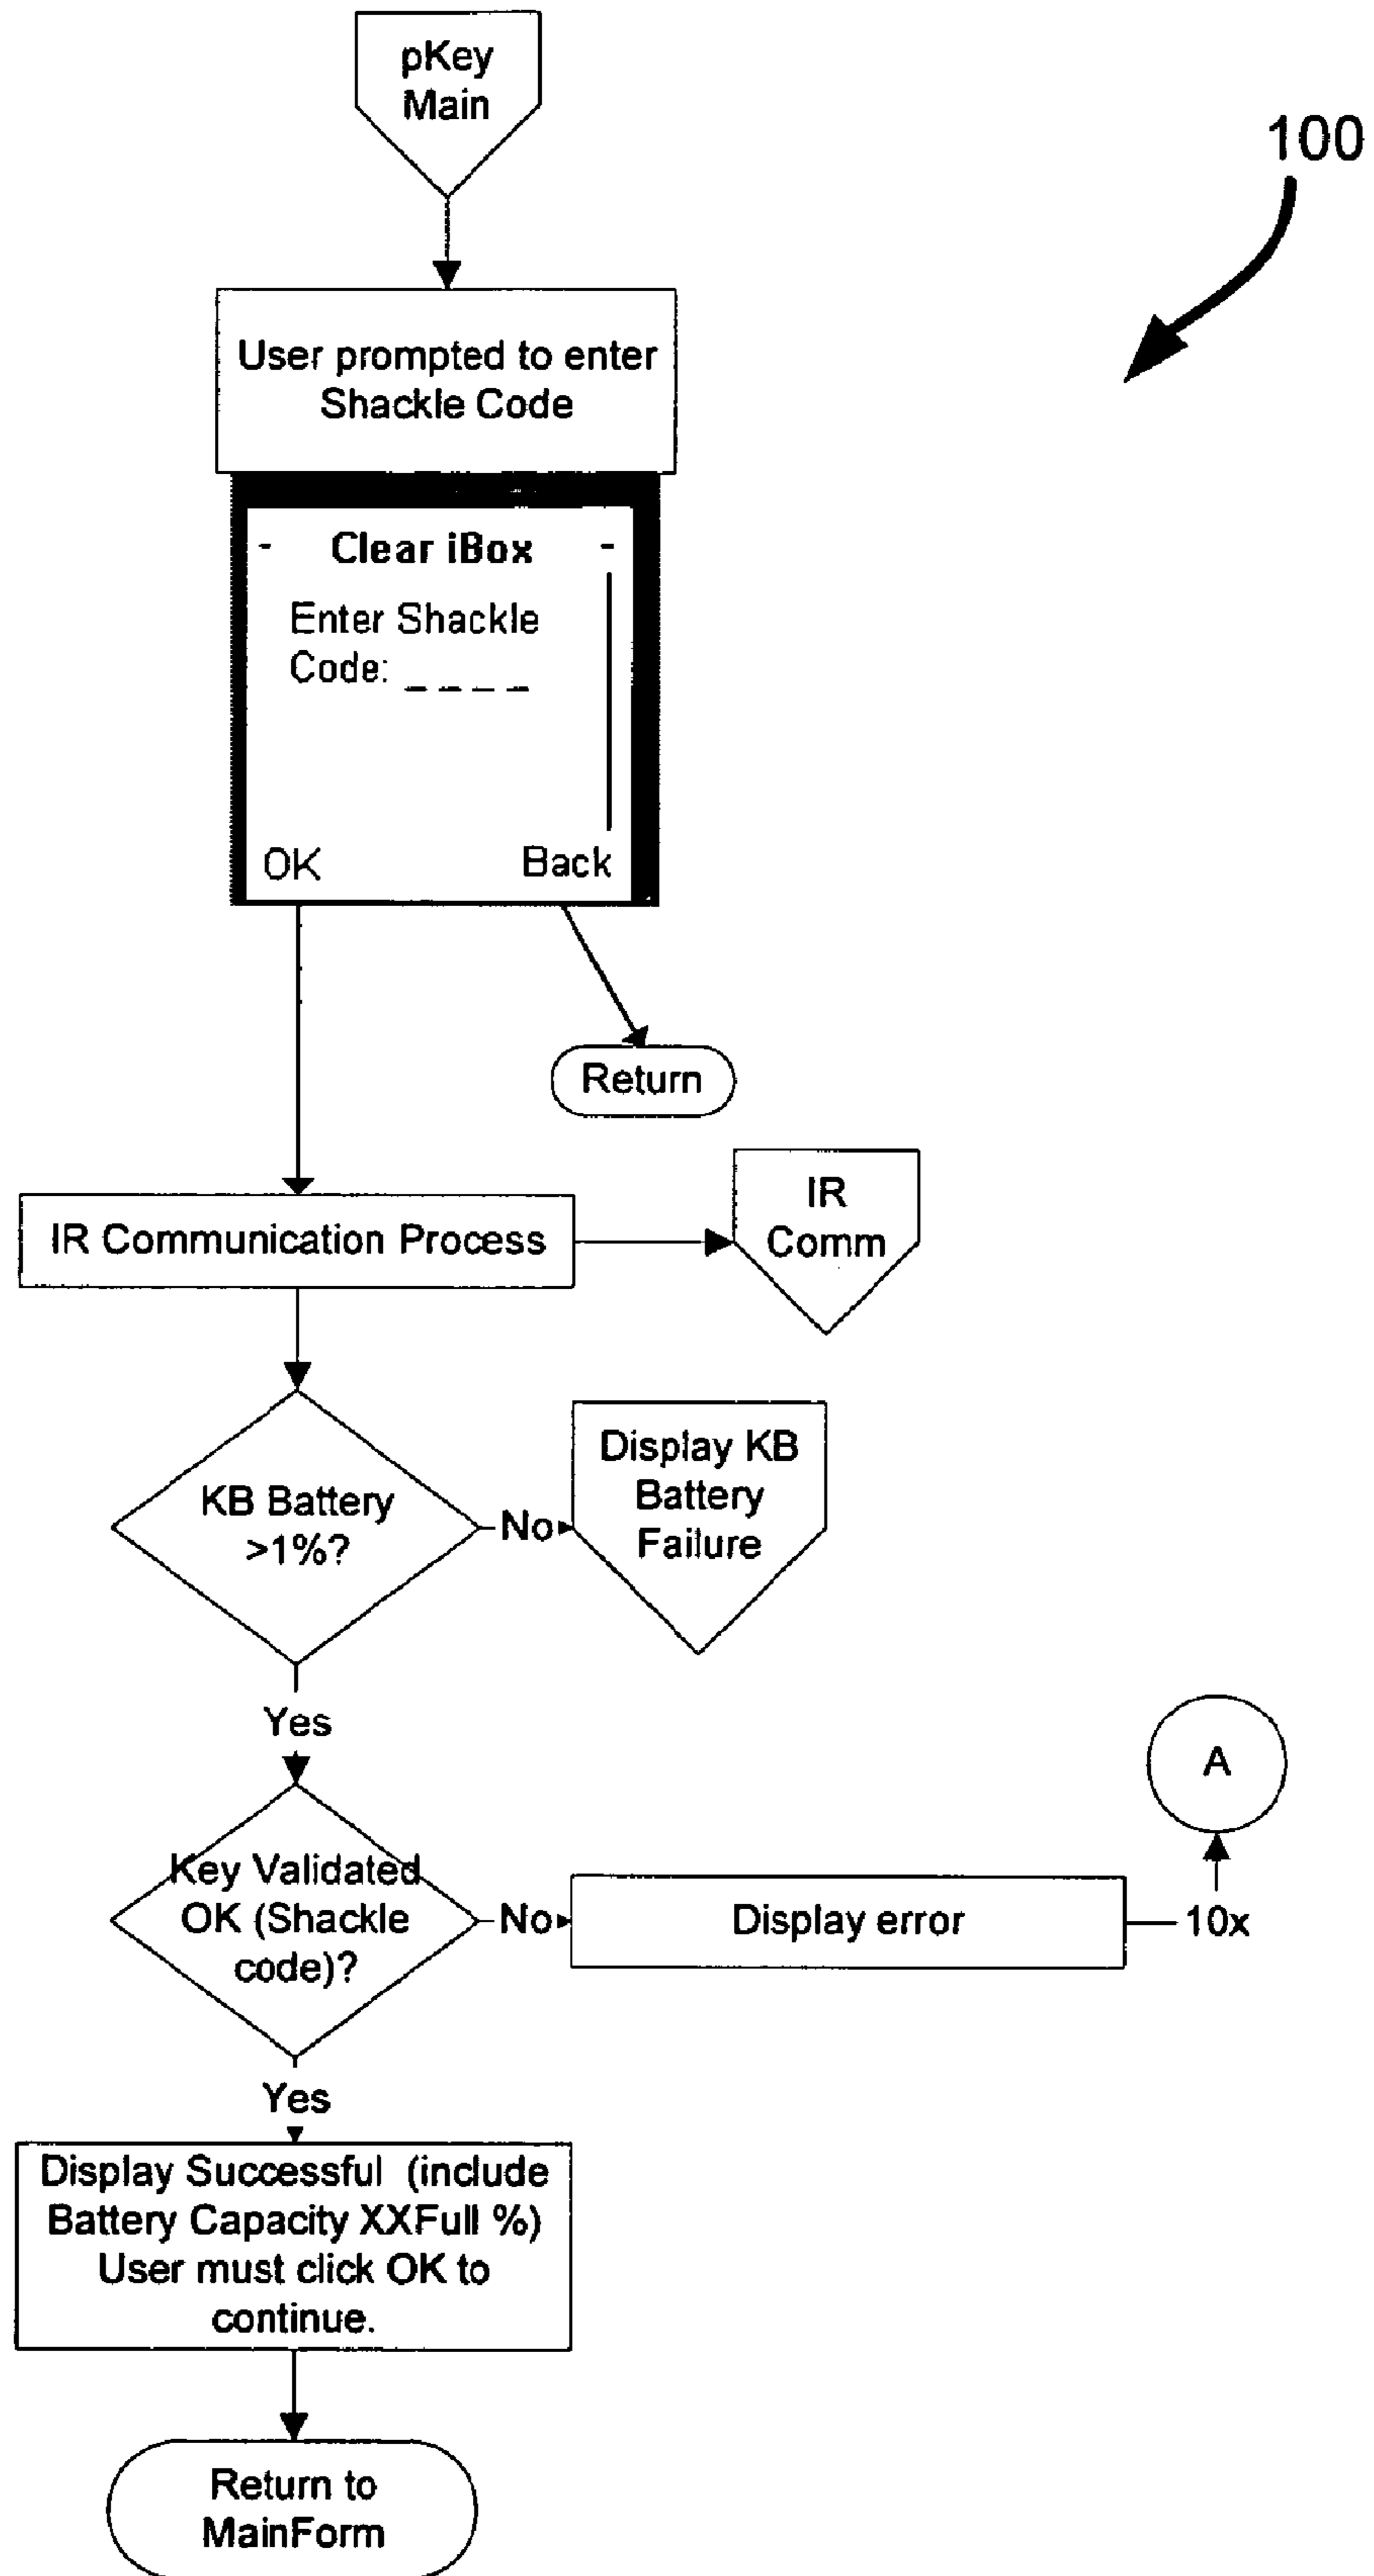 pKey
Main
100
User prompted to enter
Shackle Code
- Clear iBox -
Enter Shackle
Code: _ _ _ _
OK Back
Return
IR Communication Process
IR
Comm
KB Battery
>1%?
No
Display KB
Battery
Failure
Yes
A
Key Validated
OK (Shackle
code)?
No
Display error
10x
Yes
Display Successful (include
Battery Capacity XXFull %)
User must click OK to
continue.
Return to
MainForm